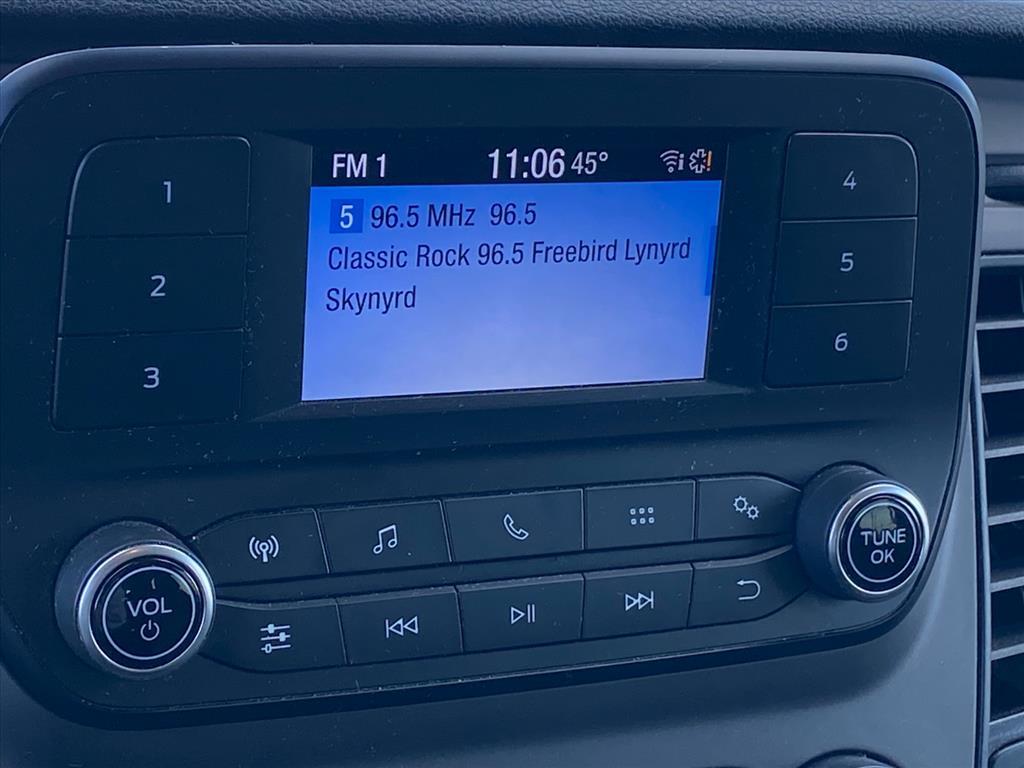 FM 1 11:06 45°
5 96.5 MHz 96.5
Classic Rock 96.5 Freebird Lynyrd
Skynyrd
1
2
3
4
5
6
VOL
TUNE
OK